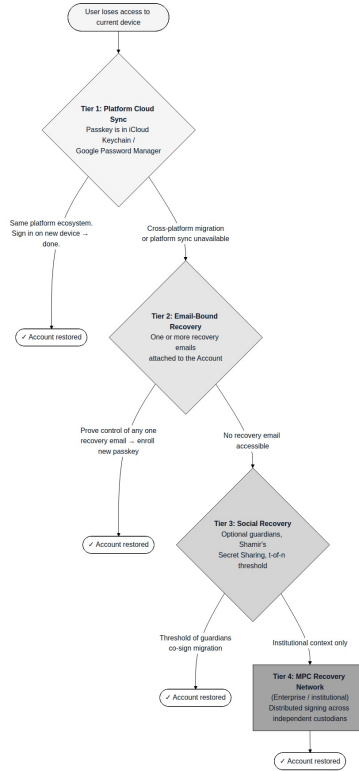 User loses access to
current device
Tier 1: Platform Cloud
Sync
Passkey is in iCloud
Keychain /
Google Password Manager
Same platform ecosystem.
Sign in on new device →
done.
Cross-platform migration
or platform sync unavailable
✓ Account restored
Tier 2: Email-Bound
Recovery
One or more recovery
emails
attached to the Account
Prove control of any one
recovery email → enroll
new passkey
No recovery email
accessible
✓ Account restored
Tier 3: Social Recovery
Optional guardians,
Shamir's
Secret Sharing, t-of-n
threshold
Threshold of guardians
co-sign migration
Institutional context only
✓ Account restored
Tier 4: MPC Recovery
Network
(Enterprise / institutional)
Distributed signing across
independent custodians
✓ Account restored